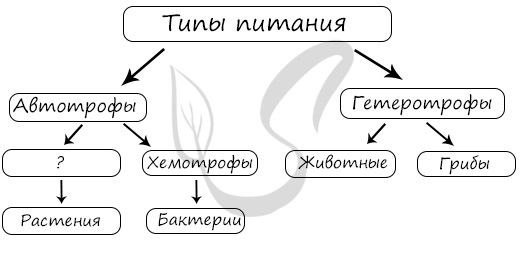 Типы питания
Автотрофы
Гетеротрофы
?
Хемотрофы
Животные
Грибы
Растения
Бактерии